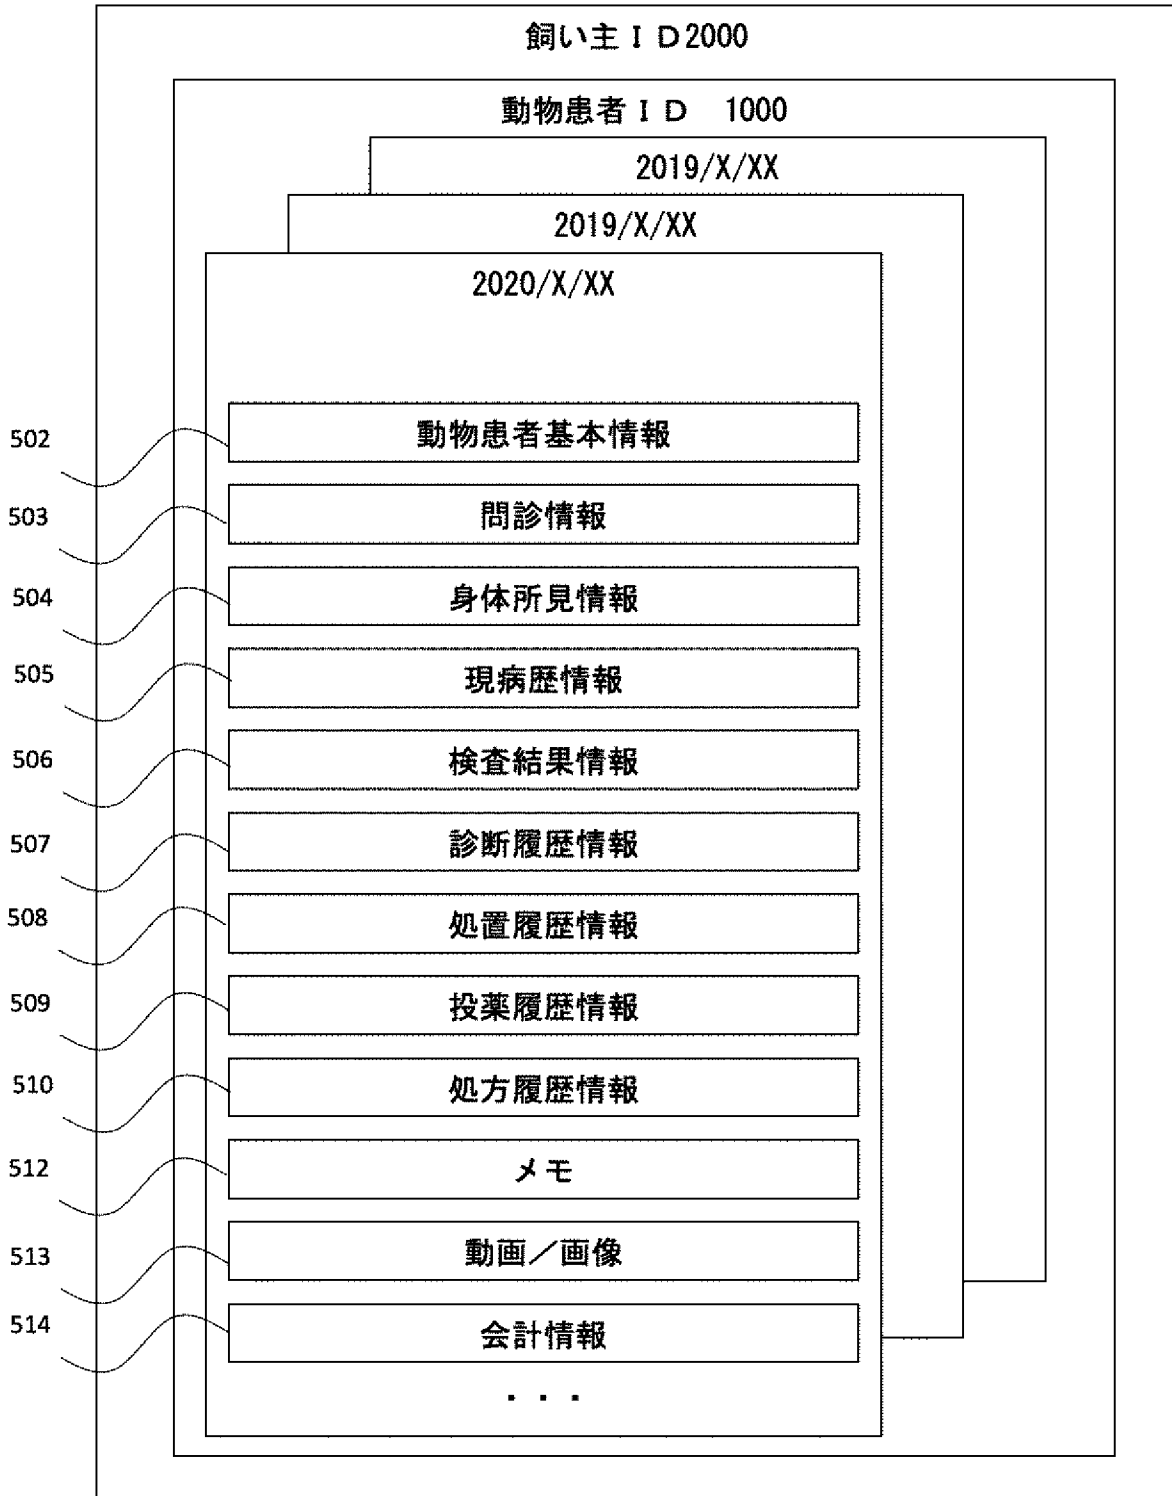 飼い主ＩＤ2000
動物患者ＩＤ　1000
2019/X/XX
2019/X/XX
2020/X/XX
502 動物患者基本情報
503 問診情報
504 身体所見情報
505 現病歴情報
506 検査結果情報
507 診断履歴情報
508 処置履歴情報
509 投薬履歴情報
510 処方履歴情報
512 メモ
513 動画／画像
514 会計情報
・・・